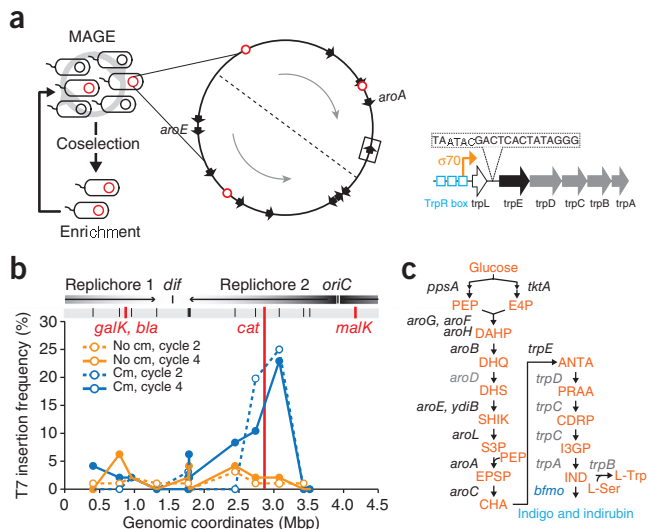 a
MAGE
Coselection
Enrichment
aroE
aroA
TAATACGACTCACTATAGGG
σ70
TrpR box
trpL
trpE
trpD
trpC
trpB
trpA
b
Replichore 1
dif
Replichore 2
oriC
galK, bla
cat
malK
T7 insertion frequency (%)
30
25
20
15
10
5
0
No cm, cycle 2
No cm, cycle 4
Cm, cycle 2
Cm, cycle 4
0 0.5 1.0 1.5 2.0 2.5 3.0 3.5 4.0 4.5
Genomic coordinates (Mbp)
c
Glucose
ppsA
tktA
PEP
E4P
aroG, aroF
aroH
DAHP
aroB
DHQ
aroD
DHS
aroE, ydiB
SHIK
aroL
S3P
PEP
aroA
EPSP
aroC
CHA
trpE
ANTA
trpD
PRAA
trpC
CDRP
trpC
I3GP
trpA
IND
trpB
L-Trp
L-Ser
bfmo
Indigo and indirubin